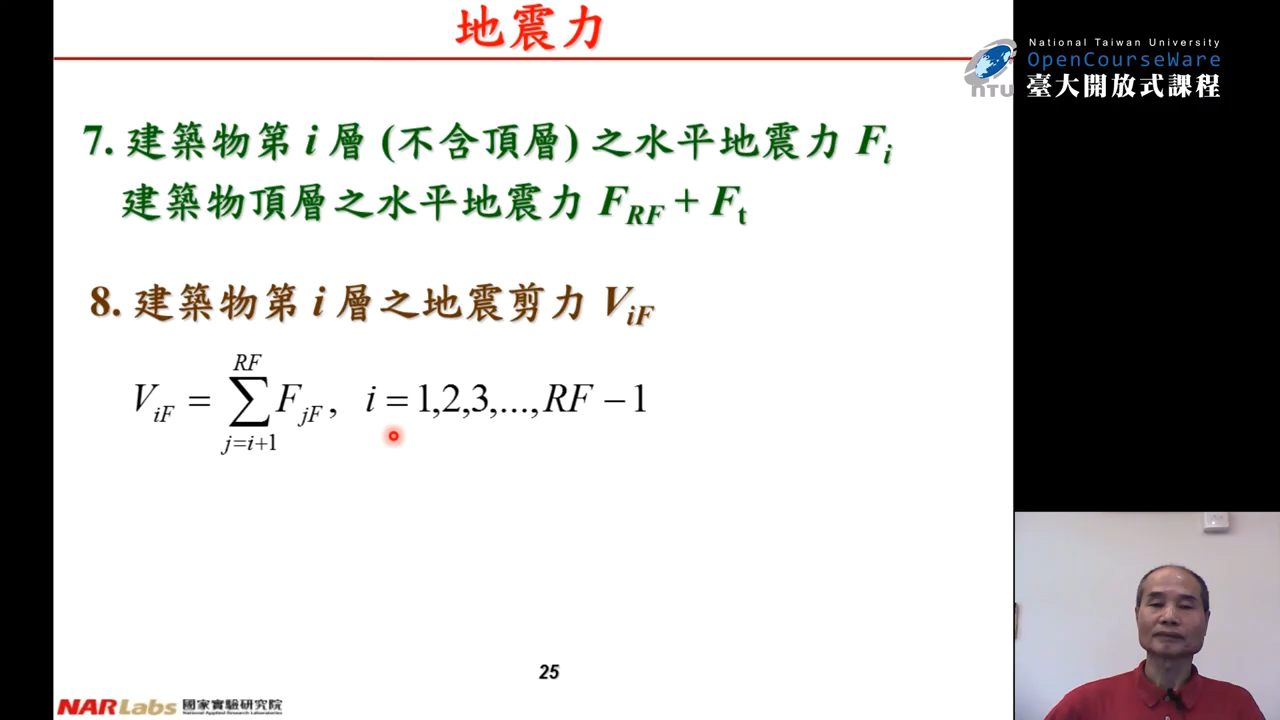 地震力
National Taiwan University
OpenCourseWare
臺大開放式課程
NTU
7. 建築物第 i 層 (不含頂層) 之水平地震力 Fi
建築物頂層之水平地震力 FRF + Ft
8. 建築物第 i 層之地震剪力 ViF
ViF = ∑ FjF , i = 1,2,3,...,RF − 1
RF
j=i+1
25
NARLabs 國家實驗研究院
National Applied Research Laboratories